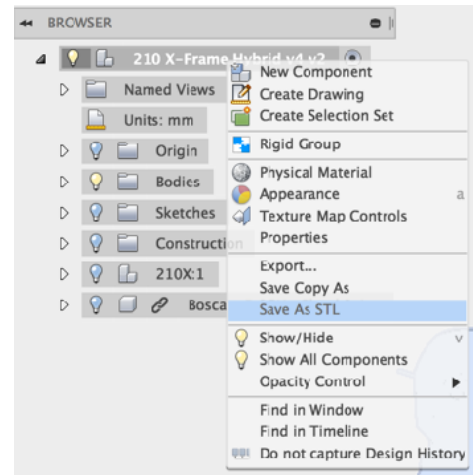 BROWSER
210 X-Frame Hybrid v4 v2
Named Views
Units: mm
Origin
Bodies
Sketches
Construction
210X:1
Bosca
New Component
Create Drawing
Create Selection Set
Rigid Group
Physical Material
Appearance a
Texture Map Controls
Properties
Export...
Save Copy As
Save As STL
Show/Hide v
Show All Components
Opacity Control
Find in Window
Find in Timeline
Do not capture Design History